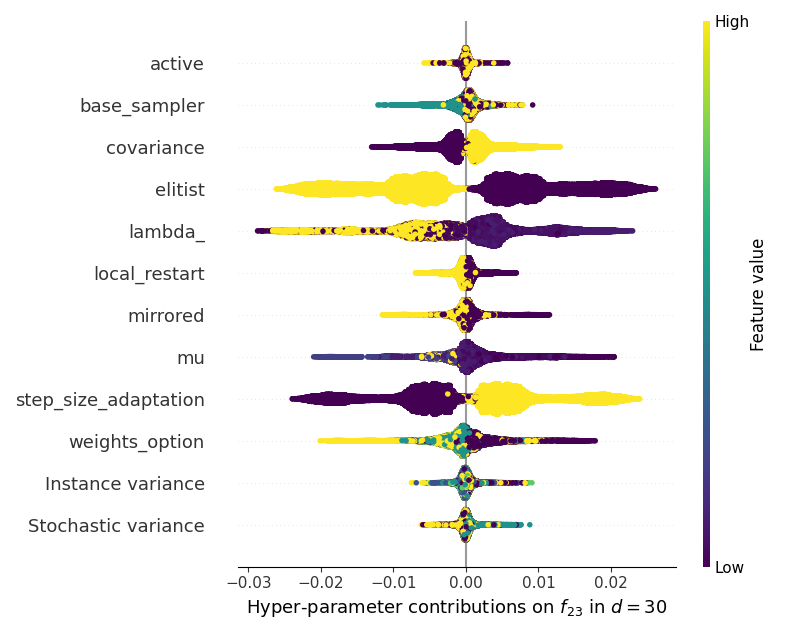 High
active
base_sampler
covariance
elitist
lambda_
local_restart
mirrored
mu
step_size_adaptation
weights_option
Instance variance
Stochastic variance
Feature value
Low
−0.03 −0.02 −0.01 0.00 0.01 0.02
Hyper-parameter contributions on f₂₃ in d = 30